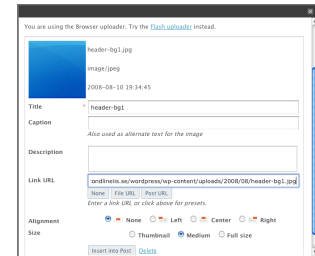 You are using the Browser uploader. Try the Flash uploader instead.
header-bg1.jpg
image/jpeg
2008-08-10 19:34:45
Title * header-bg1
Caption
Also used as alternate text for the image
Description
Link URL :ondlineiis.se/wordpress/wp-content/uploads/2008/08/header-bg1.jpg
None File URL Post URL
Enter a link URL or click above for presets.
Alignment None Left Center Right
Size Thumbnail Medium Full size
Insert into Post Delete